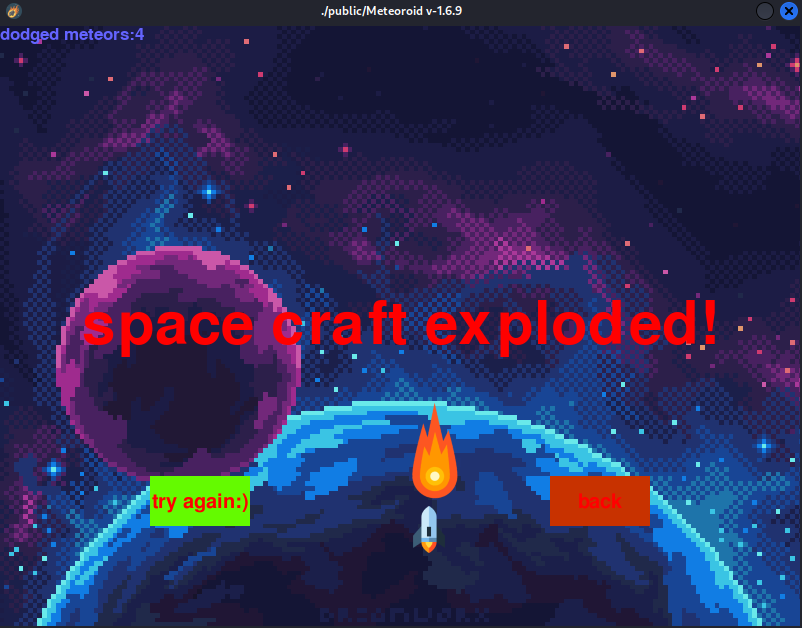 ./public/Meteoroid v-1.6.9
dodged meteors:4
space craft exploded!
try again:)
back